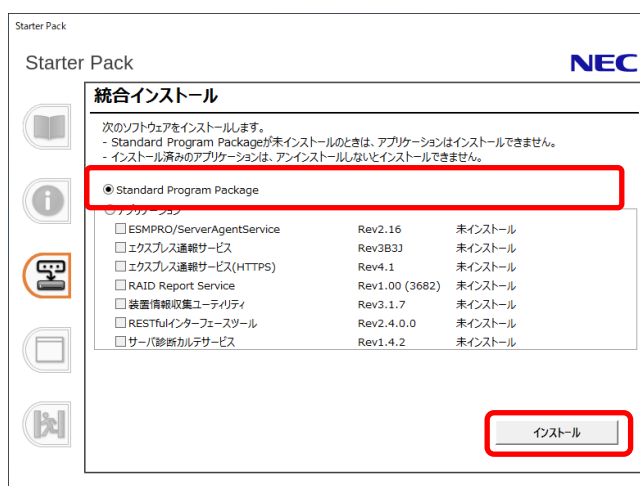 Starter Pack
Starter Pack
NEC
統合インストール
次のソフトウェアをインストールします。
- Standard Program Packageが未インストールのときは、アプリケーションはインストールできません。
- インストール済みのアプリケーションは、アンインストールしないとインストールできません。
Standard Program Package
アプリケーション
ESMPRO/ServerAgentService Rev2.16 未インストール
エクスプレス通報サービス Rev3B3J 未インストール
エクスプレス通報サービス(HTTPS) Rev4.1 未インストール
RAID Report Service Rev1.00 (3682) 未インストール
装置情報収集ユーティリティ Rev3.1.7 未インストール
RESTfulインターフェースツール Rev2.4.0.0 未インストール
サーバ診断カルテサービス Rev1.4.2 未インストール
インストール